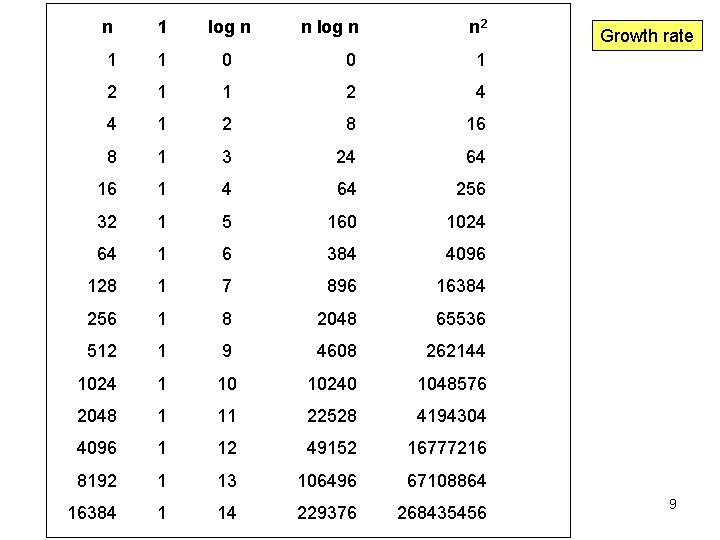 n 1 log n n log n n²
Growth rate
1 1 0 0 1
2 1 1 2 4
4 1 2 8 16
8 1 3 24 64
16 1 4 64 256
32 1 5 160 1024
64 1 6 384 4096
128 1 7 896 16384
256 1 8 2048 65536
512 1 9 4608 262144
1024 1 10 10240 1048576
2048 1 11 22528 4194304
4096 1 12 49152 16777216
8192 1 13 106496 67108864
16384 1 14 229376 268435456
9